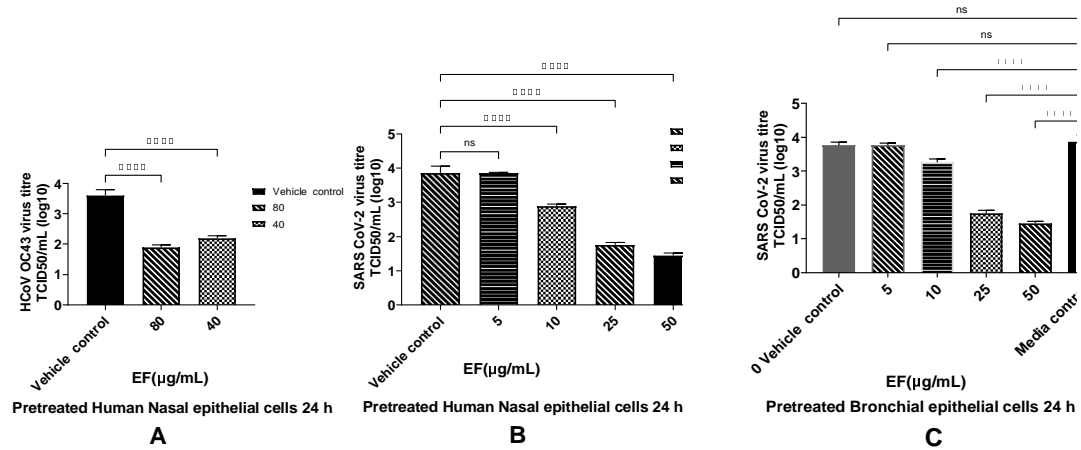 HCoV OC43 virus titre
TCID50/mL (log10)
4
3
2
1
0
Vehicle control
80
40
Vehicle control
80
40
EF(µg/mL)
Pretreated Human Nasal epithelial cells 24 h
A
ns
SARS CoV-2 virus titre
TCID50/mL (log10)
5
4
3
2
1
0
Vehicle control
5
10
25
50
EF(µg/mL)
Pretreated Human Nasal epithelial cells 24 h
B
ns
ns
SARS CoV-2 virus titre
TCID50/mL (log10)
5
4
3
2
1
0
0 Vehicle control
5
10
25
50
Media control
EF(µg/mL)
Pretreated Bronchial epithelial cells 24 h
C